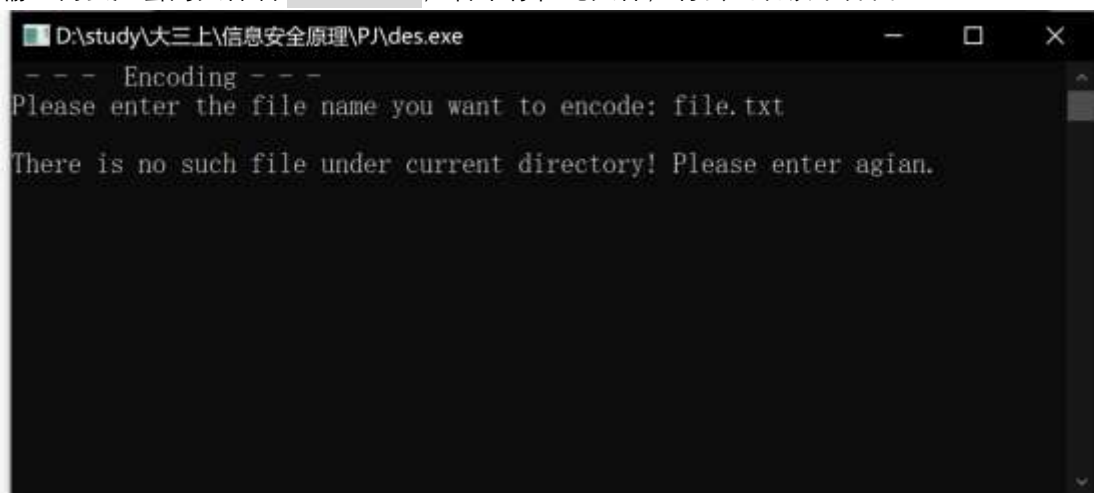 D:\study\大三上\信息安全原理\PJ\des.exe
- - - Encoding - - -
Please enter the file name you want to encode: file.txt
There is no such file under current directory! Please enter agian.